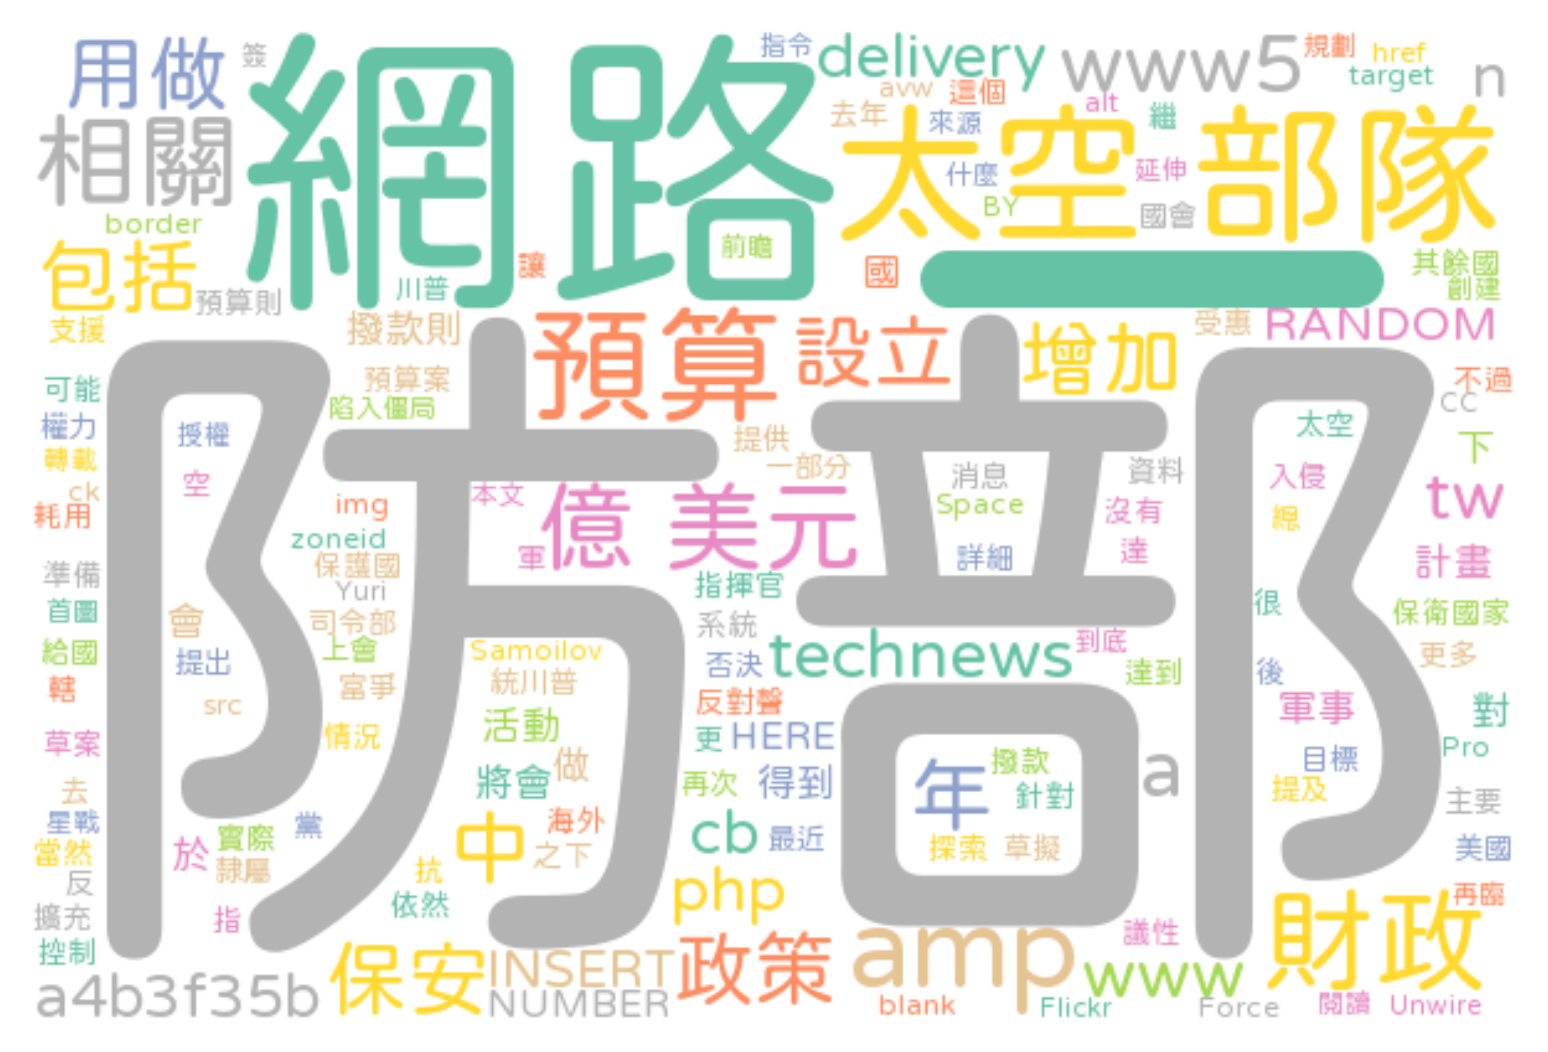 用做
簽
網路
指令
delivery
www5
規劃
href
target
n
avw
這個
alt
去年
來源
繼
相關
太空部隊
什麼
延伸
BY
國會
border
前瞻
包括
讓
國
其餘國
創建
川普
預算則
一
支援
撥款則
預算
設立
增加
受惠
RANDOM
防部
預算案
陷入僵局
可能
不過
CC
權力
授權
提供
太空
下
轉載
一部分
消息
資料
入侵
空
ck
img
本文
億
美元
Space
沒有
tw
耗用
總
zoneid
軍
詳細
達
保護國
計畫
準備
指揮官
Yuri
首圖
很
保衛國家
會
司令部
系統
給國
上會
Samoilov
technews
到底
更多
提出
否決
達到
後
轄
富爭
統川普
反對聲
src
軍事
對
草案
情況
活動
更
HERE
Pro
年
撥款
a
目標
去
將會
做
再次
得到
針對
提及
主要
星戰
黨
海外
實際
中
cb
最近
探索
草擬
美國
當然
於
之下
隸屬
抗
反
php
再臨
依然
擴充
指
財政
議性
控制
保安
INSERT
政策
amp
www
a4b3f35b
NUMBER
blank
Flickr
Force
閱讀
Unwire